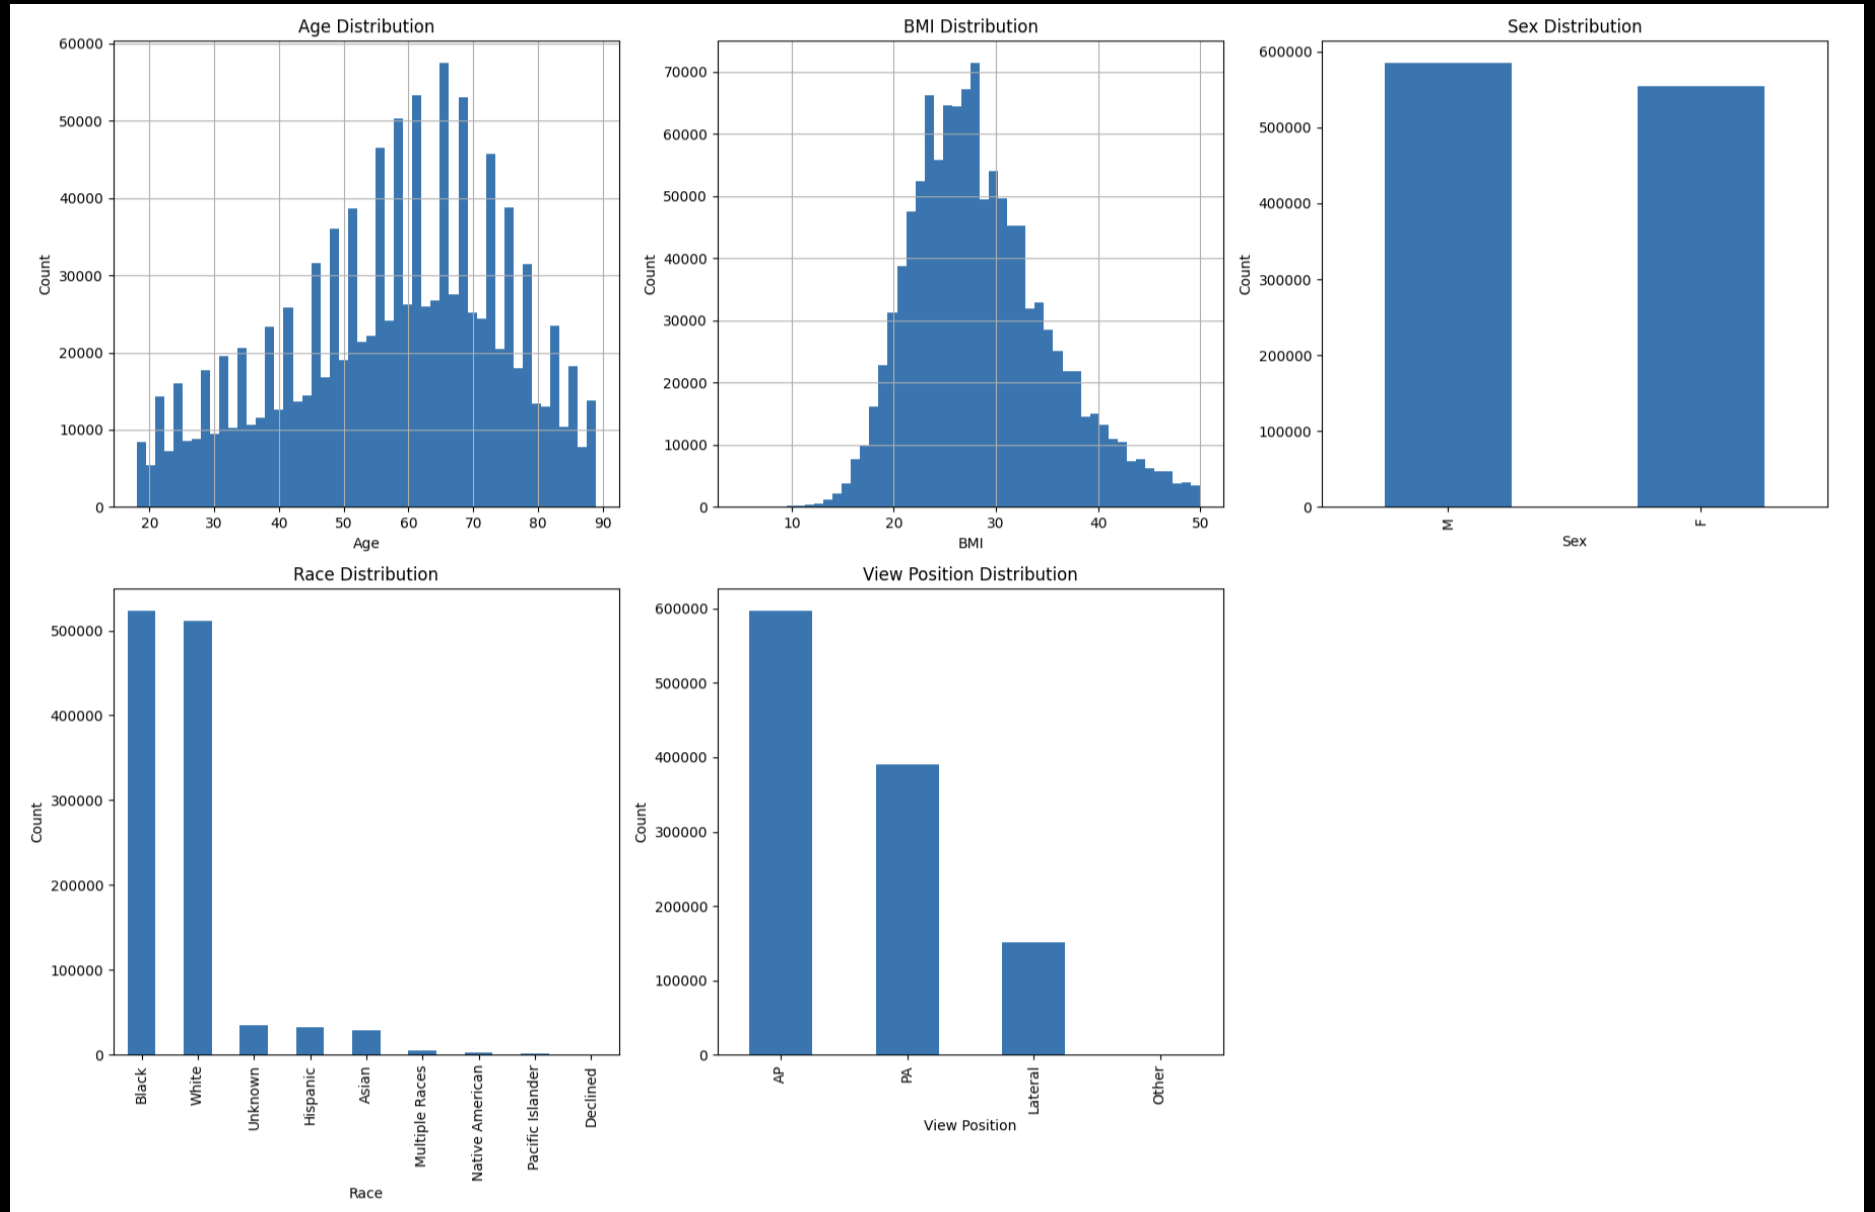 Age Distribution
60000
50000
40000
30000
20000
10000
0
Count
20 30 40 50 60 70 80 90
Age
BMI Distribution
70000
60000
50000
40000
30000
20000
10000
0
Count
10 20 30 40 50
BMI
Sex Distribution
600000
500000
400000
300000
200000
100000
0
Count
M F
Sex
Race Distribution
500000
400000
300000
200000
100000
0
Count
Black
White
Unknown
Hispanic
Asian
Multiple Races
Native American
Pacific Islander
Declined
Race
View Position Distribution
600000
500000
400000
300000
200000
100000
0
Count
AP
PA
Lateral
Other
View Position